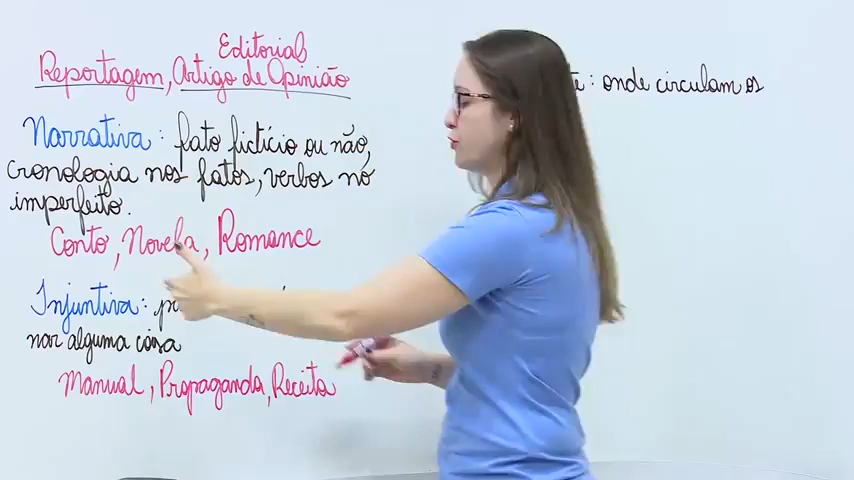 Editorial
Reportagem, Artigo de Opinião
Narrativa: fato fictício ou não,
cronologia nos fatos, verbos no
imperfeito.
Conto, Novela, Romance
Injuntiva:
nar alguma coisa
Manual, Propaganda, Receita
: onde circulam os